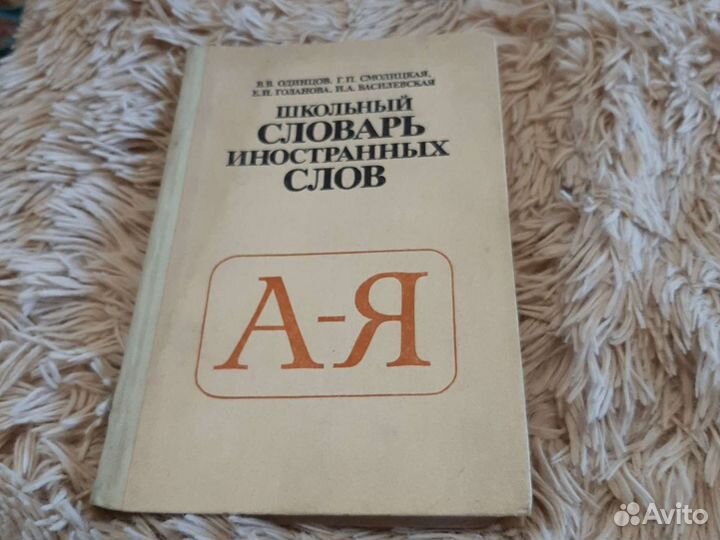 В.В. ОДИНЦОВ, Г.П. СМОЛИЦКАЯ,
Е.И. ГОЛАНОВА, И.А. ВАСИЛЕВСКАЯ
ШКОЛЬНЫЙ
СЛОВАРЬ
ИНОСТРАННЫХ
СЛОВ
А-Я
Avito